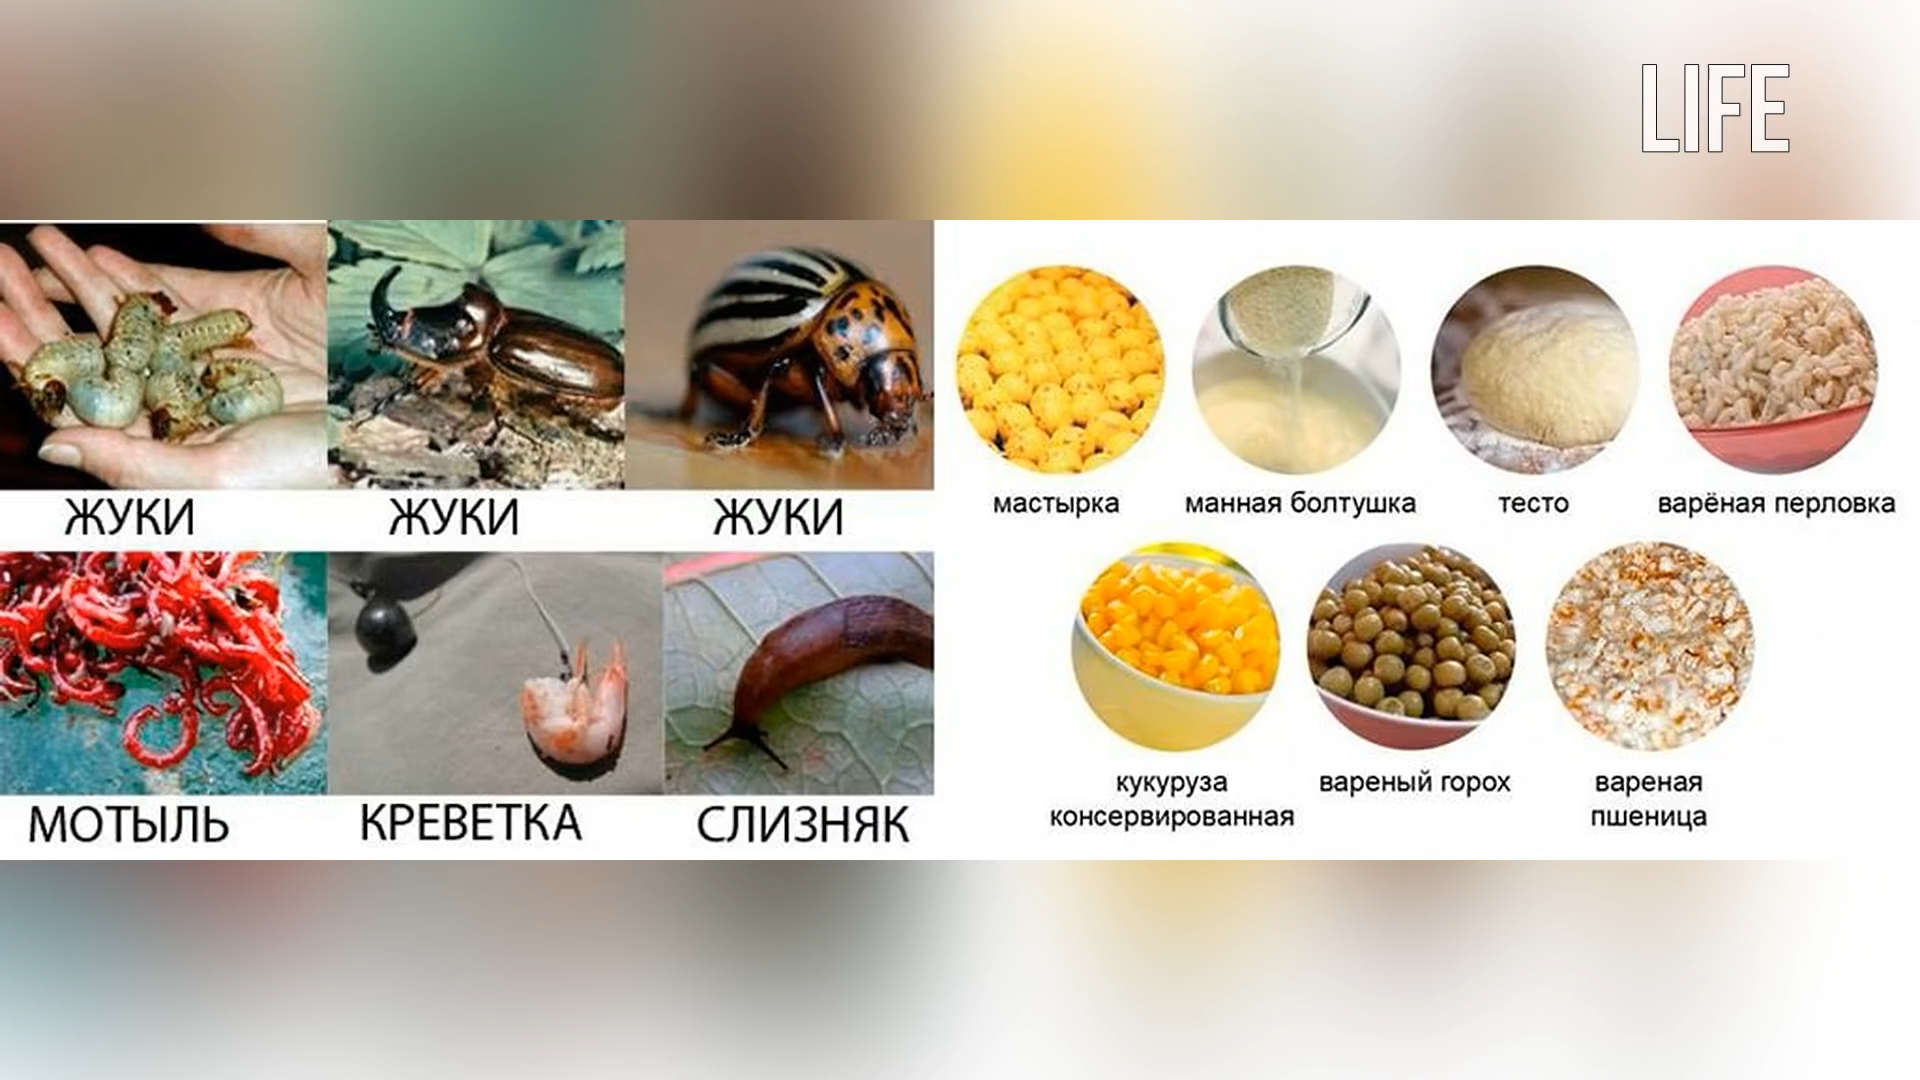 LIFE
ЖУКИ
ЖУКИ
ЖУКИ
МОТЫЛЬ
КРЕВЕТКА
СЛИЗНЯК
мастырка
манная болтушка
тесто
варёная перловка
кукуруза
консервированная
вареный горох
вареная
пшеница